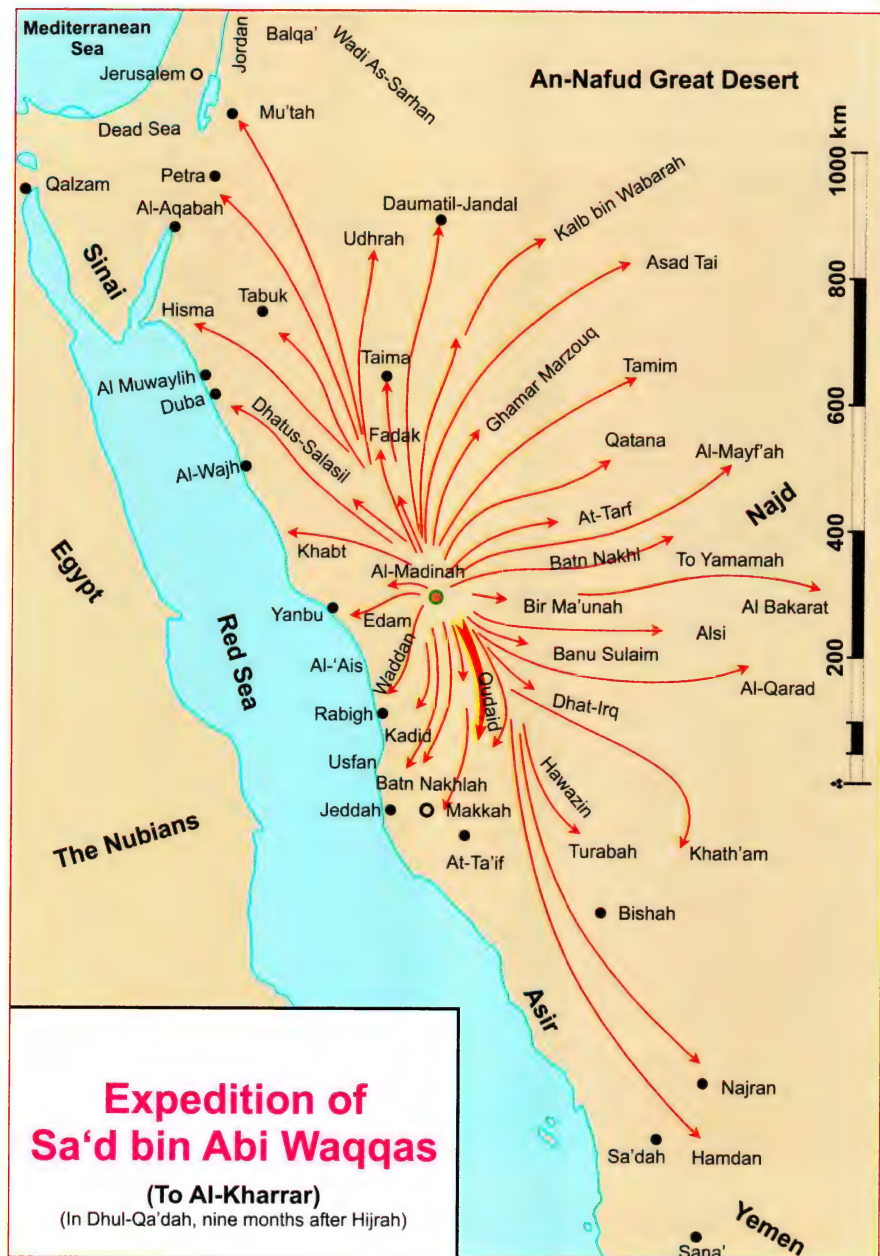 Mediterranean
Sea
Jordan
Balqa’
Wadi As-Sarhan
An-Nafud Great Desert
Jerusalem
Mu’tah
Dead Sea
1000 km
Petra
Qalzam
Al-Aqabah
Daumatil-Jandal
Kalb bin Wabarah
Udhrah
Asad Tai
Sinai
800
Tabuk
Hisma
Taima
Tamim
Al Muwaylih
Duba
Ghamar Marzouq
600
Dhatus-Salasil
Fadak
Qatana
Al-Mayf’ah
Al-Wajh
Najd
At-Tarf
400
Egypt
Khabt
Al-Madinah
Batn Nakhl
To Yamamah
Yanbu
Edam
Bir Ma’unah
Al Bakarat
Red Sea
Alsi
Al-‘Ais
Waddan
Banu Sulaim
200
Qudaid
Al-Qarad
Rabigh
Kadid
Dhat-Irq
Usfan
Hawazin
Batn Nakhlah
Jeddah
Makkah
The Nubians
At-Ta’if
Turabah
Khath’am
Bishah
Asir
Expedition of
Sa‘d bin Abi Waqqas
(To Al-Kharrar)
(In Dhul-Qa’dah, nine months after Hijrah)
Najran
Sa’dah
Hamdan
Yemen
Sana’